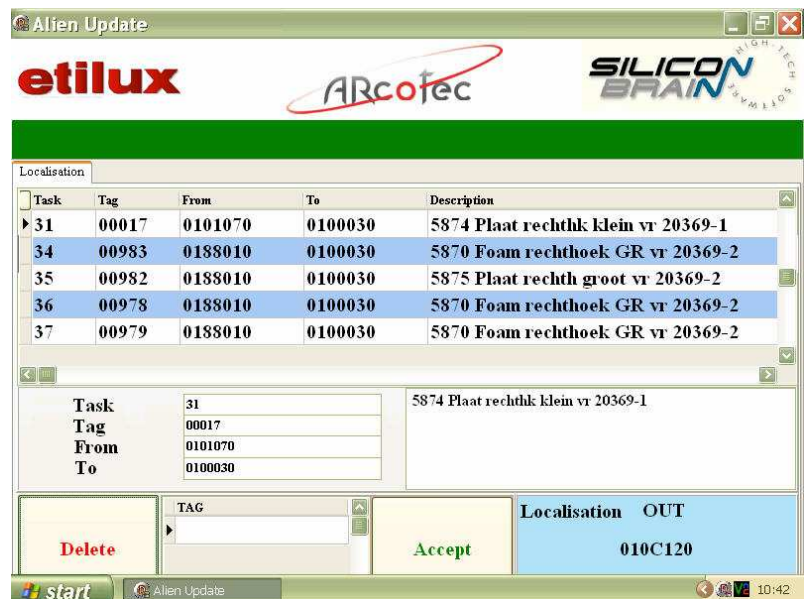 Alien Update
etilux
ARcotec
SILICON BRAIN
HIGH-TECH SOFTWARE
Localisation
Task Tag From To Description
31 00017 0101070 0100030 5874 Plaat rechthk klein vr 20369-1
34 00983 0188010 0100030 5870 Foam rechthoek GR vr 20369-2
35 00982 0188010 0100030 5875 Plaat rechth groot vr 20369-2
36 00978 0188010 0100030 5870 Foam rechthoek GR vr 20369-2
37 00979 0188010 0100030 5870 Foam rechthoek GR vr 20369-2
Task 31 5874 Plaat rechthk klein vr 20369-1
Tag 00017
From 0101070
To 0100030
TAG
Localisation OUT
Delete Accept 010C120
start Alien Update V2 10:42